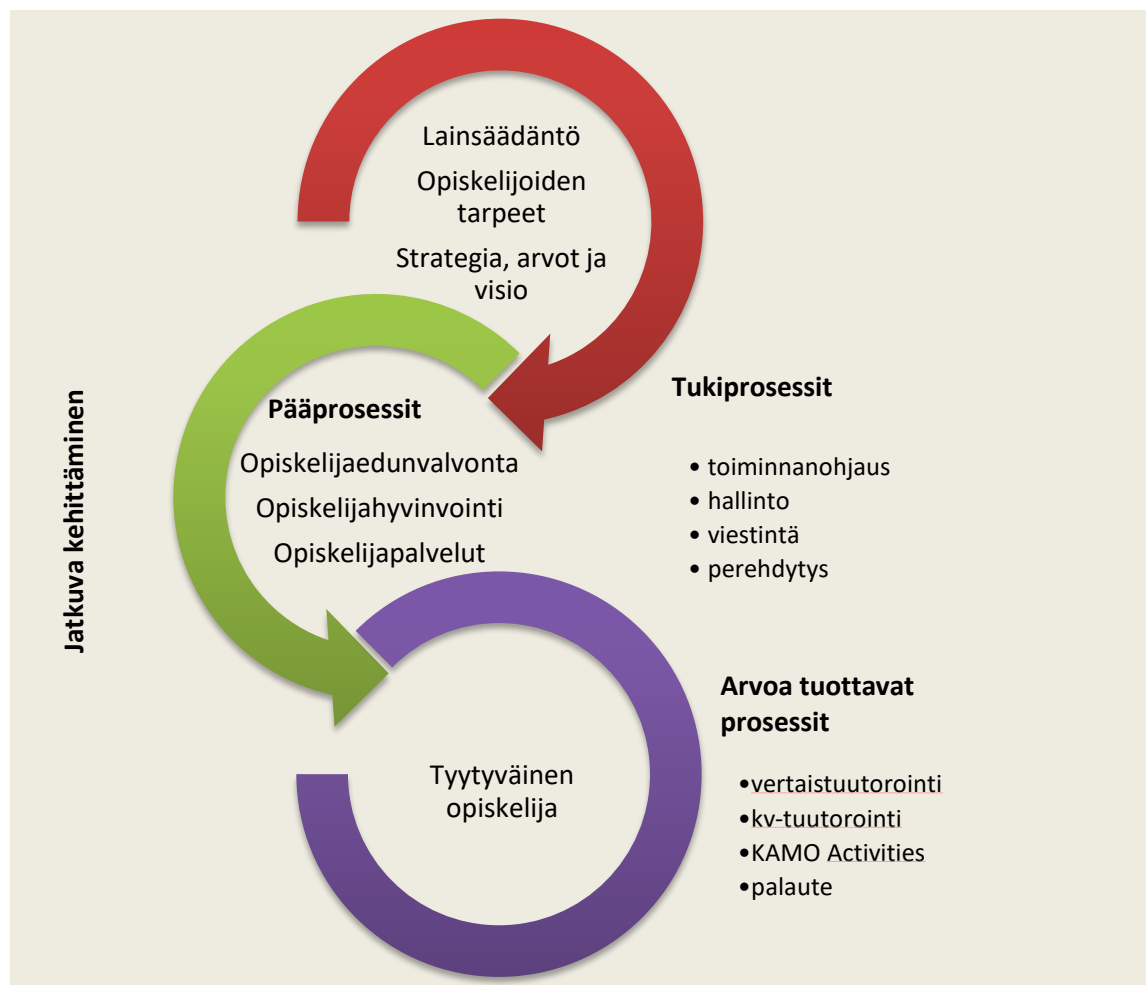 Lainsäädäntö
Opiskelijoiden
tarpeet
Strategia, arvot ja
visio
Jatkuva kehittäminen
Pääprosessit
Opiskelijaedunvalvonta
Opiskelijahyvinvointi
Opiskelijapalvelut
Tukiprosessit
• toiminnanohjaus
• hallinto
• viestintä
• perehdytys
Tyytyväinen
opiskelija
Arvoa tuottavat
prosessit
•vertaistuutorointi
•kv-tuutorointi
•KAMO Activities
•palaute